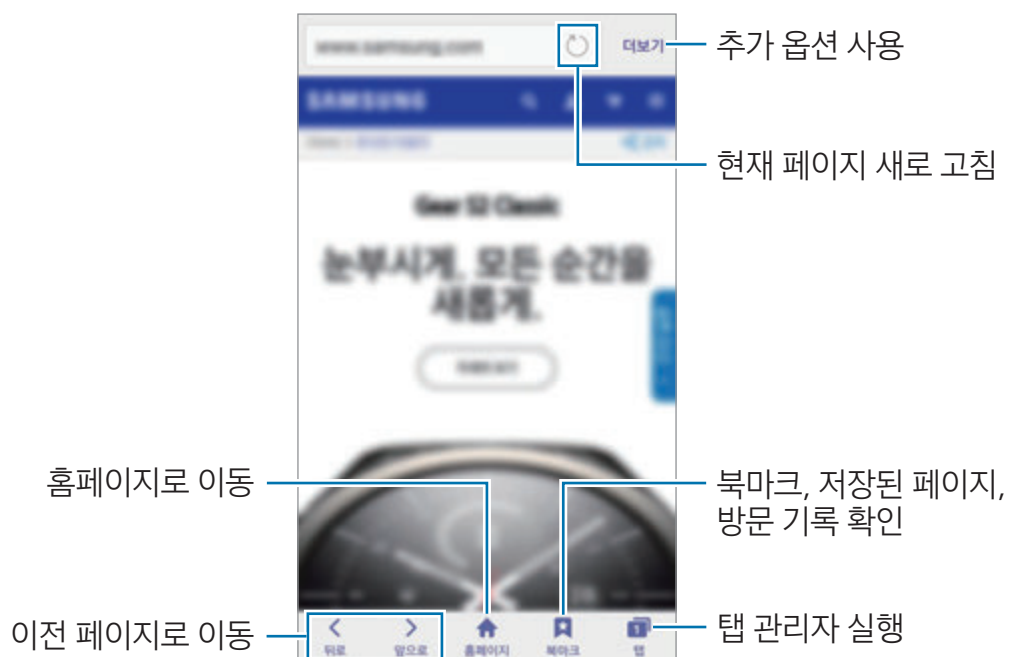 www.samsung.com
더보기
추가 옵션 사용
SAMSUNG
현재 페이지 새로 고침
Gear S2 Classic
눈부시게, 모든 순간을
새롭게.
홈페이지로 이동
북마크, 저장된 페이지,
방문 기록 확인
이전 페이지로 이동
뒤로
앞으로
홈페이지
북마크
1
탭
탭 관리자 실행